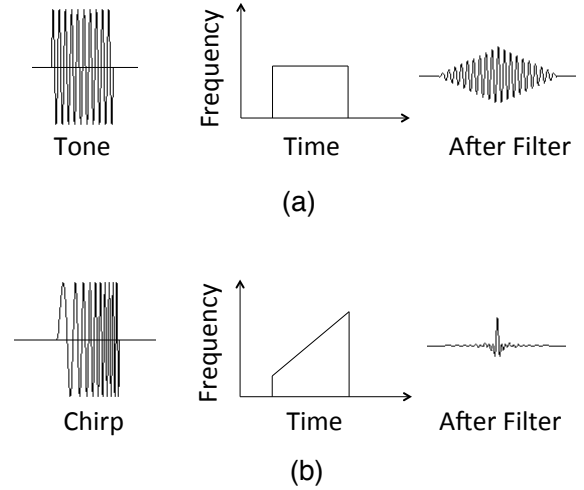 Frequency
Tone
Time
After Filter
(a)
Frequency
Chirp
Time
After Filter
(b)